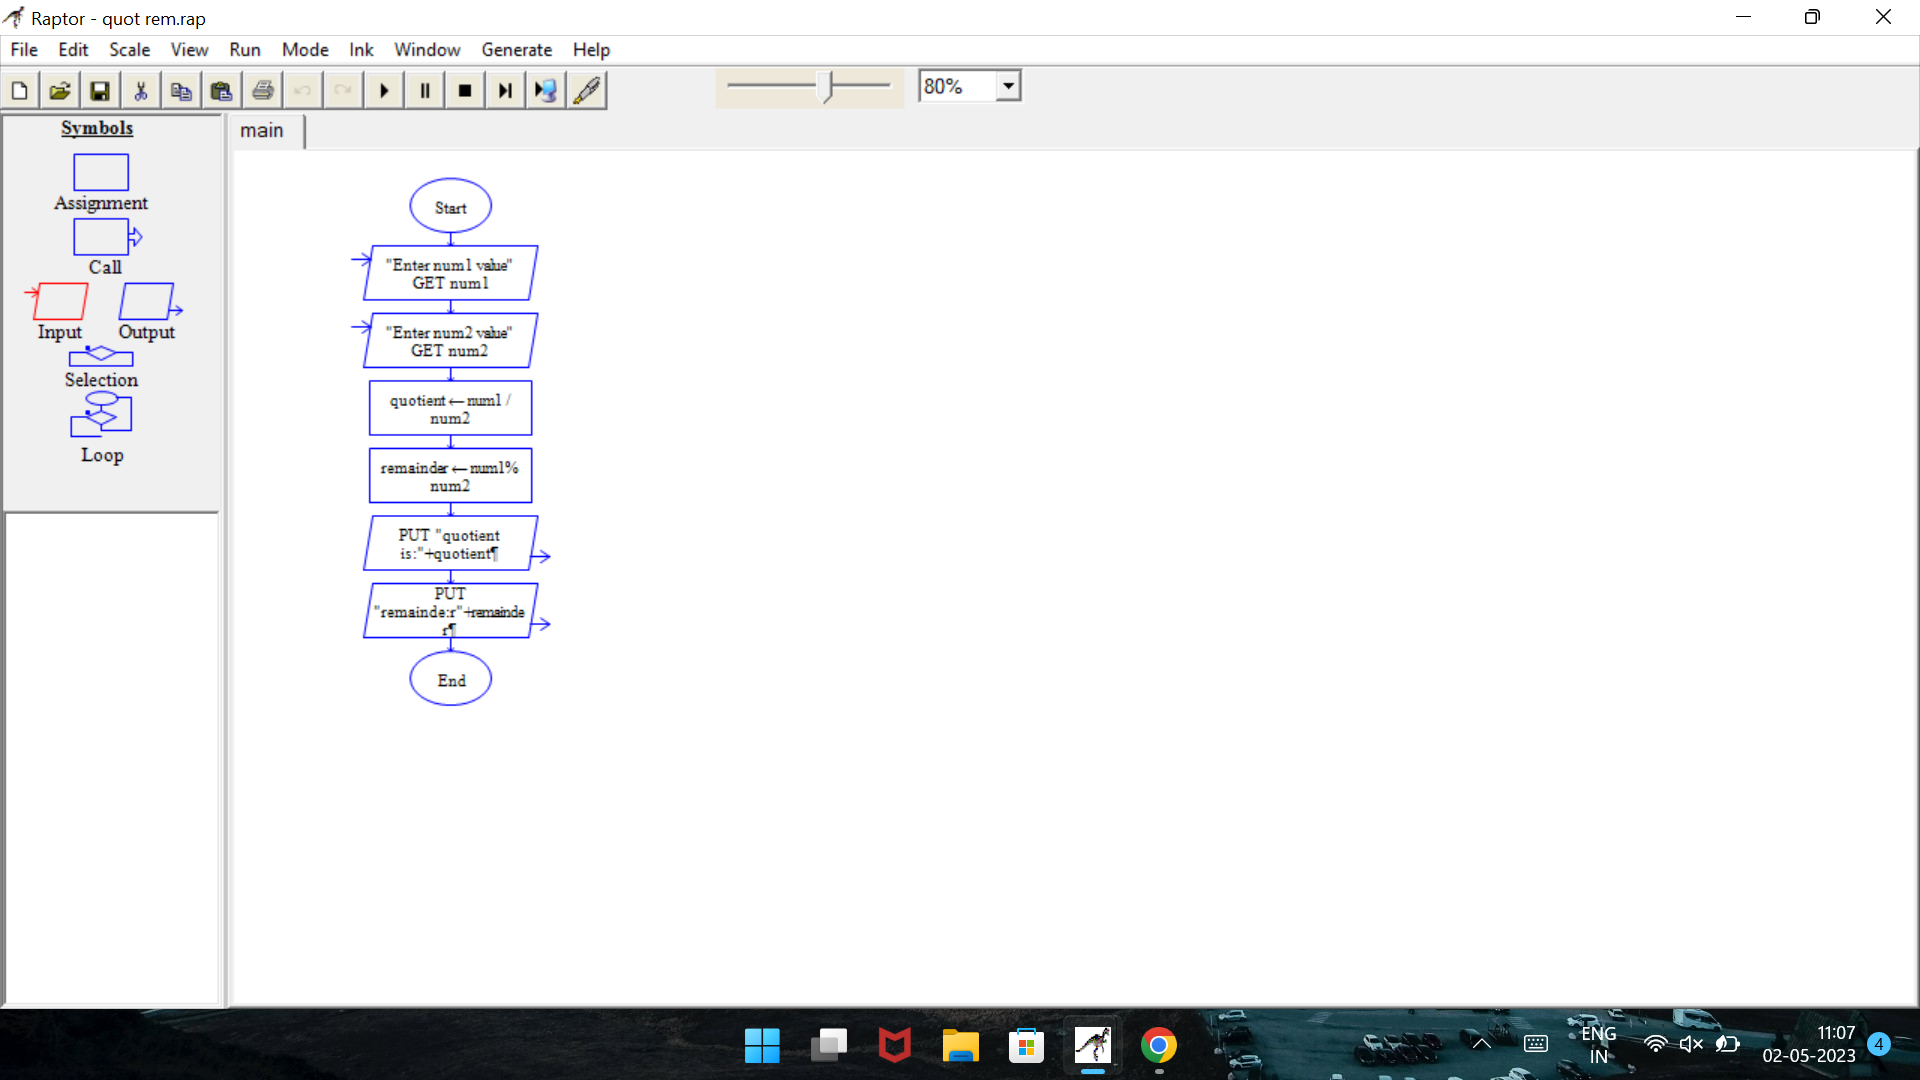 Raptor - quot rem.rap
File Edit Scale View Run Mode Ink Window Generate Help
80%
Symbols
Assignment
Call
Input Output
Selection
Loop
main
Start
"Enter num1 value"
GET num1
"Enter num2 value"
GET num2
quotient ← num1 /
num2
remainder ← num1%
num2
PUT "quotient
is:"+quotient¶
PUT
"remainde:r"+remainde
r¶
End
ENG
IN
11:07
02-05-2023
4